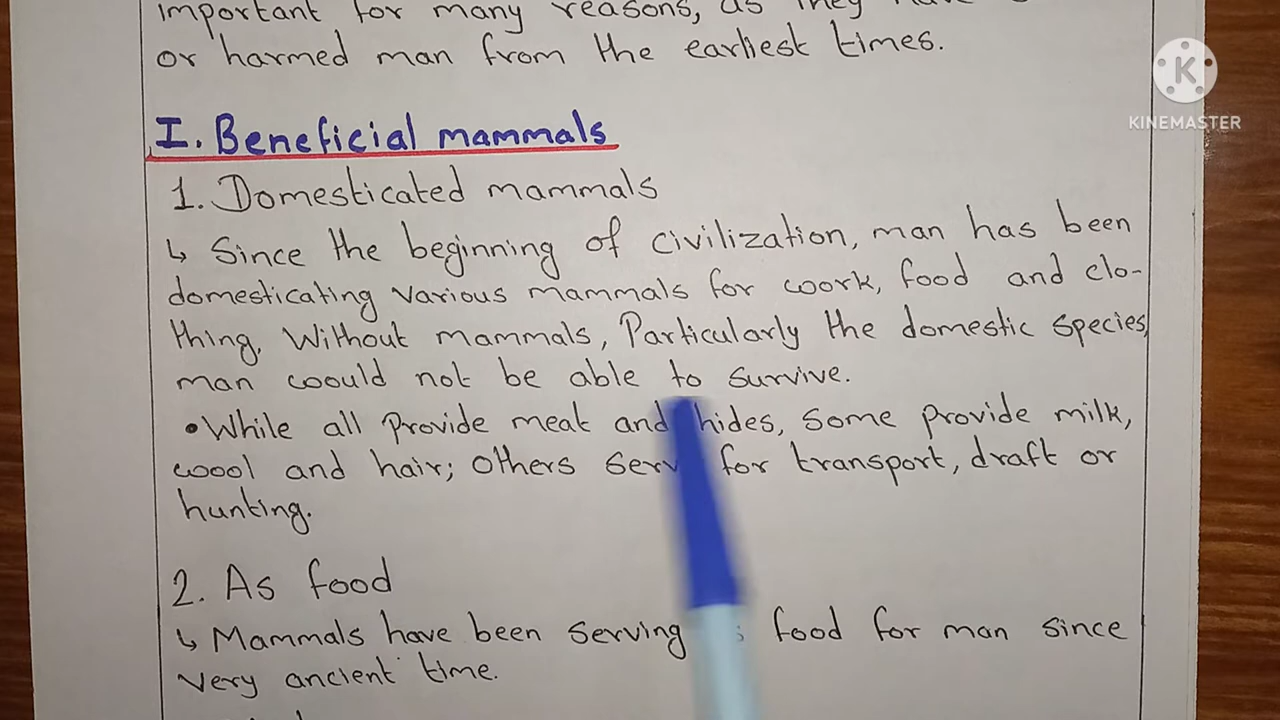 important for many reasons, as they have
or harmed man from the earliest times.
I. Beneficial mammals
1. Domesticated mammals
↳ Since the beginning of civilization, man has been
domesticating various mammals for work, food and clo-
thing. Without mammals, Particularly the domestic species,
man would not be able to survive.
• While all provide meat and hides, some provide milk,
wool and hair; others for transport, draft or
hunting.
2. As food
↳ Mammals have been serving food for man since
very ancient time.
K
KINEMASTER